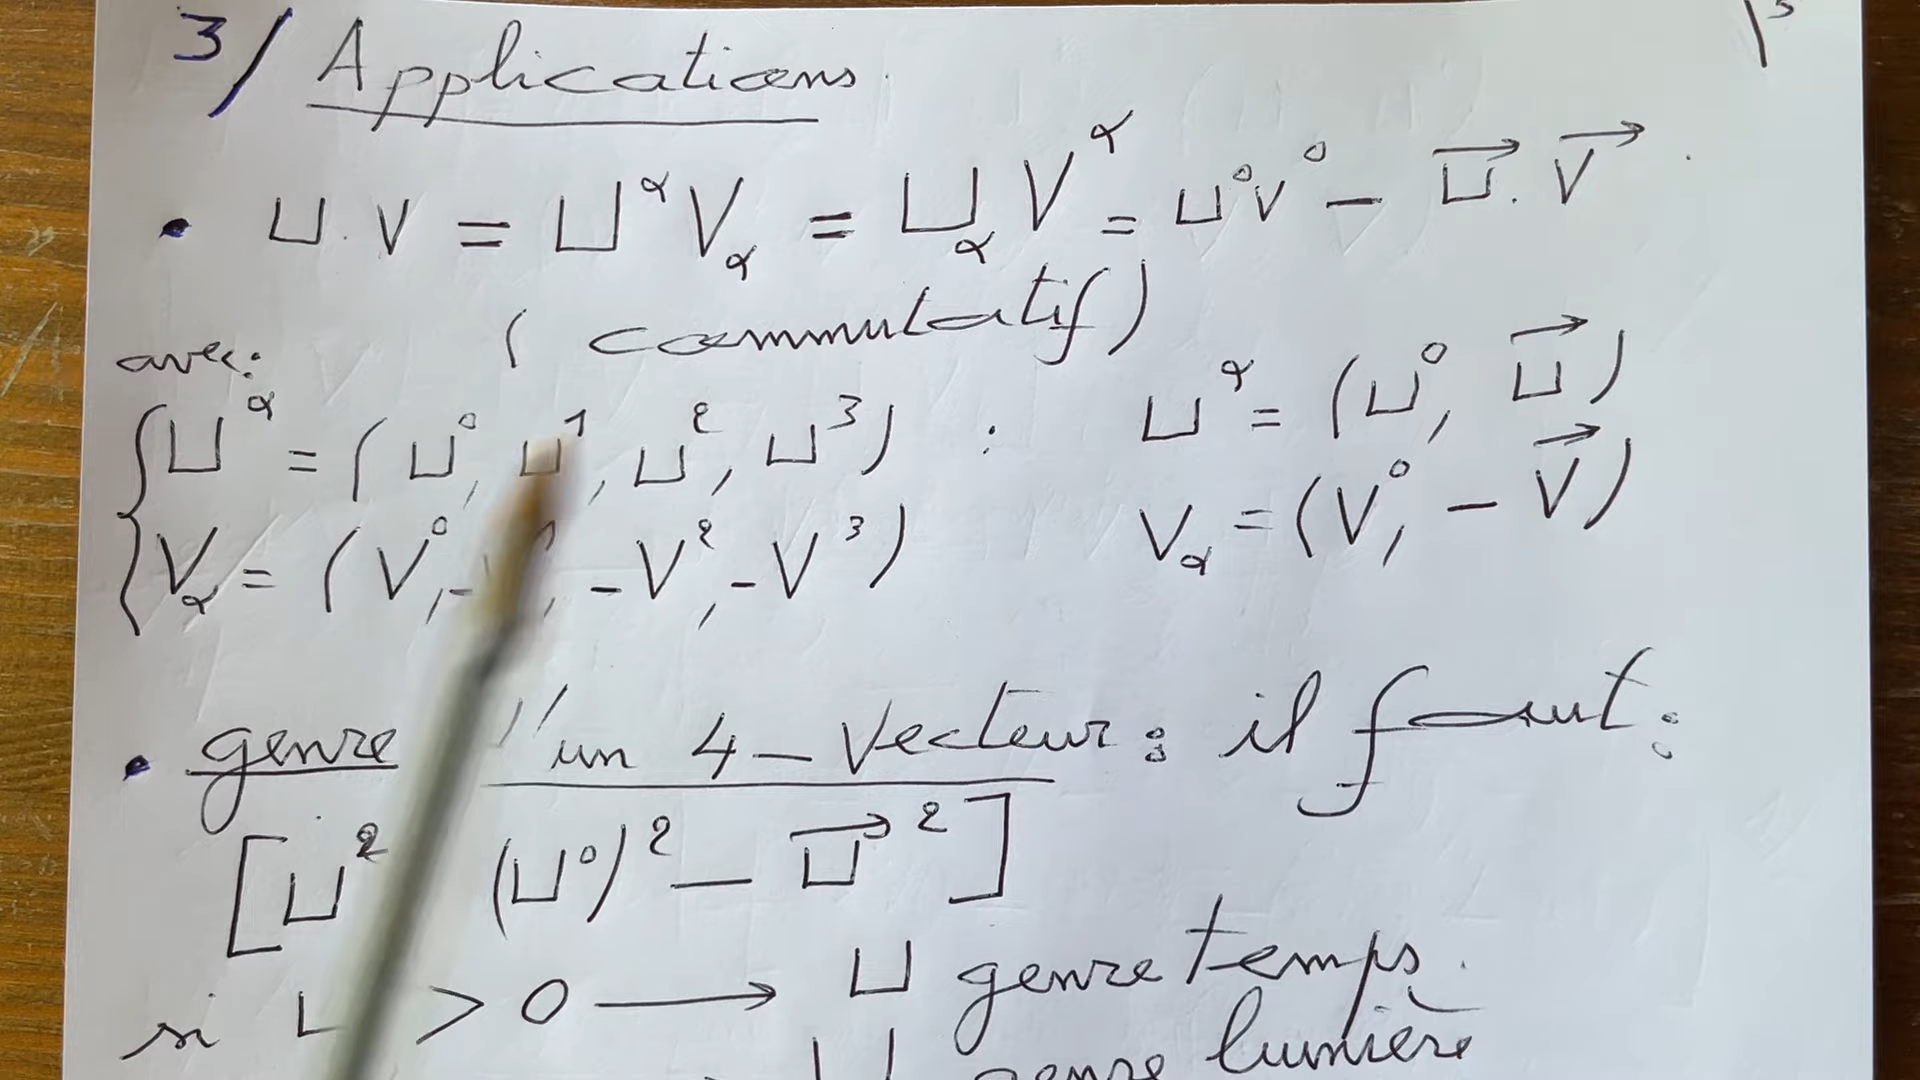 3/ Applications.
• U.V = U^α V_α = U_α V^α = U⁰V⁰ − U⃗.V⃗.
(commutatif)
avec:
U^α = (U⁰, U¹, U², U³) : U^α = (U⁰, U⃗)
V_α = (V⁰, - , −V², −V³) V_α = (V⁰, − V⃗)
• genre un 4 − Vecteur : il faut :
[U² (U⁰)² − U⃗ ²]
si > 0 ⟶ U genre temps.
U genre lumière